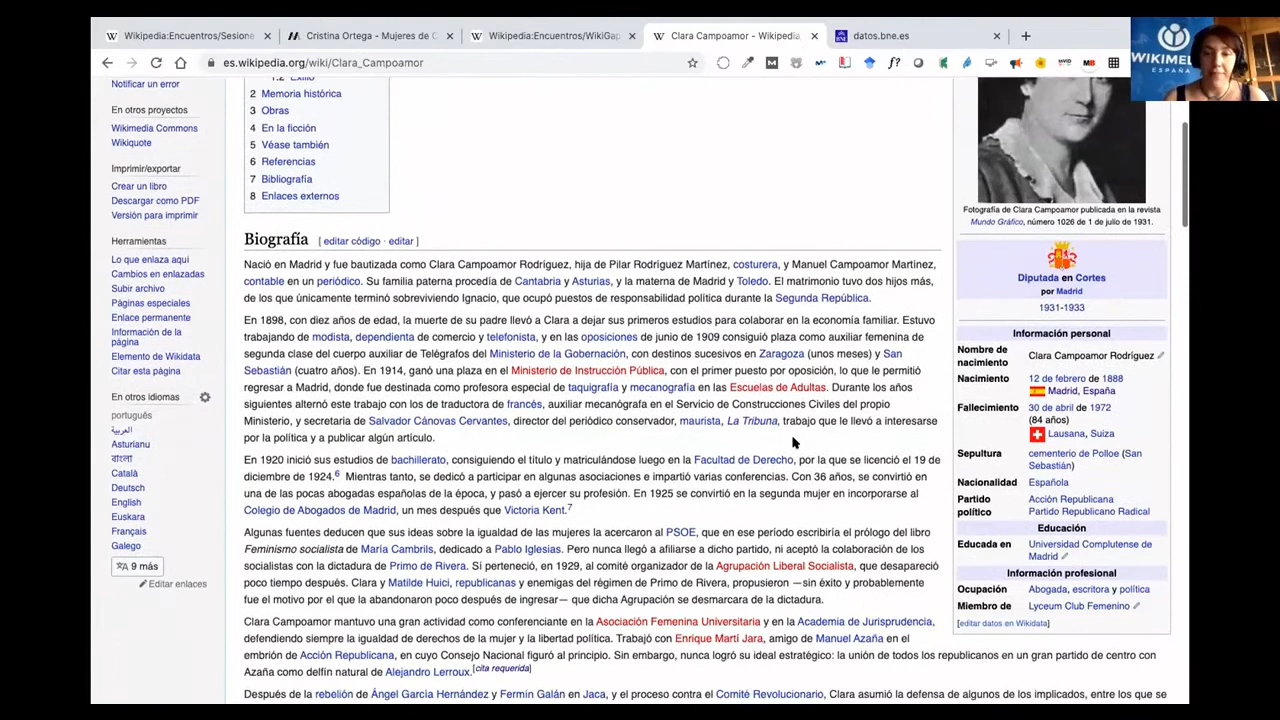 Wikipedia:Encuentros/Sesione
Cristina Ortega - Mujeres de C
Wikipedia:Encuentros/WikiGap
Clara Campoamor - Wikipedia,
datos.bne.es
es.wikipedia.org/wiki/Clara_Campoamor
WIKIME
ESPAÑA
Notificar un error
En otros proyectos
Wikimedia Commons
Wikiquote
Imprimir/exportar
Crear un libro
Descargar como PDF
Versión para imprimir
Herramientas
Lo que enlaza aquí
Cambios en enlazadas
Subir archivo
Páginas especiales
Enlace permanente
Información de la
página
Elemento de Wikidata
Citar esta página
En otros idiomas
português
العربية
Asturianu
বাংলা
Català
Deutsch
English
Euskara
Français
Galego
9 más
Editar enlaces
1.2 Exilio
2 Memoria histórica
3 Obras
4 En la ficción
5 Véase también
6 Referencias
7 Bibliografía
8 Enlaces externos
Biografía [ editar código · editar ]
Nació en Madrid y fue bautizada como Clara Campoamor Rodríguez, hija de Pilar Rodríguez Martínez, costurera, y Manuel Campoamor Martínez,
contable en un periódico. Su familia paterna procedía de Cantabria y Asturias, y la materna de Madrid y Toledo. El matrimonio tuvo dos hijos más,
de los que únicamente terminó sobreviviendo Ignacio, que ocupó puestos de responsabilidad política durante la Segunda República.
En 1898, con diez años de edad, la muerte de su padre llevó a Clara a dejar sus primeros estudios para colaborar en la economía familiar. Estuvo
trabajando de modista, dependienta de comercio y telefonista, y en las oposiciones de junio de 1909 consiguió plaza como auxiliar femenina de
segunda clase del cuerpo auxiliar de Telégrafos del Ministerio de la Gobernación, con destinos sucesivos en Zaragoza (unos meses) y San
Sebastián (cuatro años). En 1914, ganó una plaza en el Ministerio de Instrucción Pública, con el primer puesto por oposición, lo que le permitió
regresar a Madrid, donde fue destinada como profesora especial de taquigrafía y mecanografía en las Escuelas de Adultas. Durante los años
siguientes alternó este trabajo con los de traductora de francés, auxiliar mecanógrafa en el Servicio de Construcciones Civiles del propio
Ministerio, y secretaria de Salvador Cánovas Cervantes, director del periódico conservador, maurista, La Tribuna, trabajo que le llevó a interesarse
por la política y a publicar algún artículo.
En 1920 inició sus estudios de bachillerato, consiguiendo el título y matriculándose luego en la Facultad de Derecho, por la que se licenció el 19 de
diciembre de 1924.6 Mientras tanto, se dedicó a participar en algunas asociaciones e impartió varias conferencias. Con 36 años, se convirtió en
una de las pocas abogadas españolas de la época, y pasó a ejercer su profesión. En 1925 se convirtió en la segunda mujer en incorporarse al
Colegio de Abogados de Madrid, un mes después que Victoria Kent.7
Algunas fuentes deducen que sus ideas sobre la igualdad de las mujeres la acercaron al PSOE, que en ese período escribiría el prólogo del libro
Feminismo socialista de María Cambrils, dedicado a Pablo Iglesias. Pero nunca llegó a afiliarse a dicho partido, ni aceptó la colaboración de los
socialistas con la dictadura de Primo de Rivera. Sí perteneció, en 1929, al comité organizador de la Agrupación Liberal Socialista, que desapareció
poco tiempo después. Clara y Matilde Huici, republicanas y enemigas del régimen de Primo de Rivera, propusieron —sin éxito y probablemente
fue el motivo por el que la abandonaron poco después de ingresar— que dicha Agrupación se desmarcara de la dictadura.
Clara Campoamor mantuvo una gran actividad como conferenciante en la Asociación Femenina Universitaria y en la Academia de Jurisprudencia,
defendiendo siempre la igualdad de derechos de la mujer y la libertad política. Trabajó con Enrique Martí Jara, amigo de Manuel Azaña en el
embrión de Acción Republicana, en cuyo Consejo Nacional figuró al principio. Sin embargo, nunca logró su ideal estratégico: la unión de todos los republicanos en un gran partido de centro con
Azaña como delfín natural de Alejandro Lerroux.[cita requerida]
Después de la rebelión de Ángel García Hernández y Fermín Galán en Jaca, y el proceso contra el Comité Revolucionario, Clara asumió la defensa de algunos de los implicados, entre los que se
Fotografía de Clara Campoamor publicada en la revista
Mundo Gráfico, número 1026 de 1 de julio de 1931.
Diputada en Cortes
por Madrid
1931-1933
Información personal
Nombre de
nacimiento
Clara Campoamor Rodríguez
Nacimiento 12 de febrero de 1888
Madrid, España
Fallecimiento 30 de abril de 1972
(84 años)
Lausana, Suiza
Sepultura cementerio de Polloe (San
Sebastián)
Nacionalidad Española
Partido
político
Acción Republicana
Partido Republicano Radical
Educación
Educada en Universidad Complutense de
Madrid
Información profesional
Ocupación Abogada, escritora y política
Miembro de Lyceum Club Femenino
[editar datos en Wikidata]